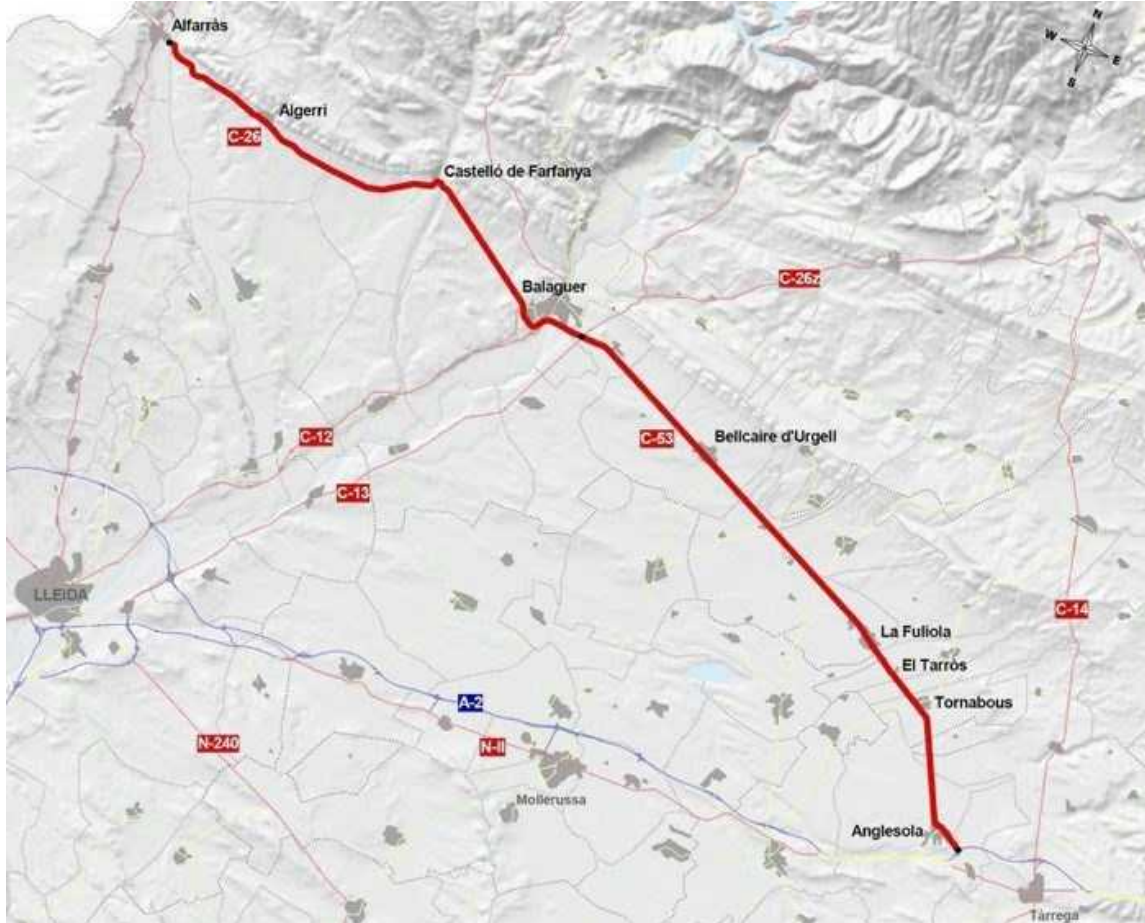 Alfarràs
N
W
E
S
Algerri
C-26
Castelló de Farfanya
Balaguer
C-26z
C-53
Bellcaire d'Urgell
C-12
C-13
LLEIDA
C-14
La Fuliola
El Tarròs
Tornabous
A-2
N-240
N-II
Mollerussa
Anglesola
Tàrrega